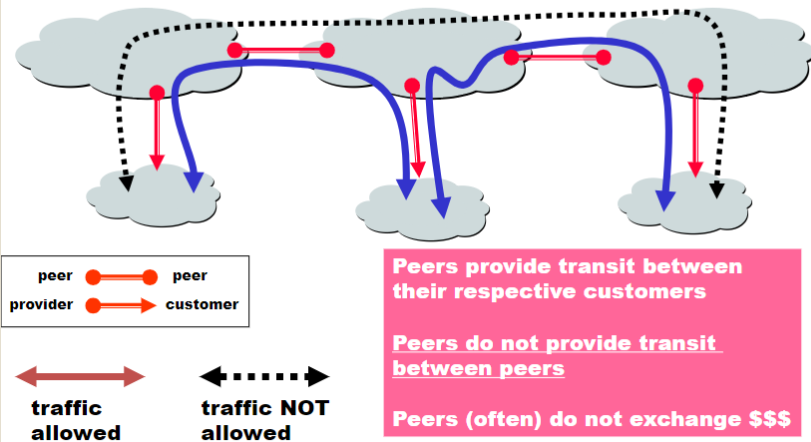 peer peer
provider customer
traffic
allowed
traffic NOT
allowed
Peers provide transit between
their respective customers
Peers do not provide transit
between peers
Peers (often) do not exchange $$$